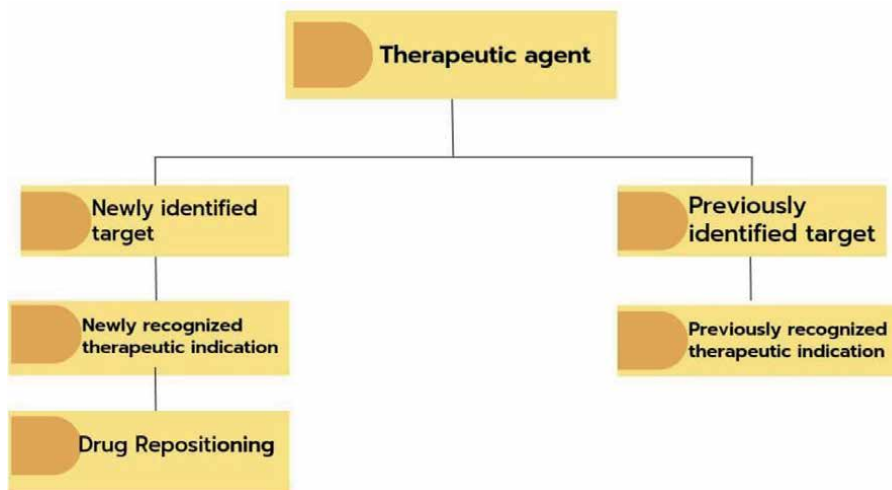 Therapeutic agent
Newly identified
target
Previously
identified target
Newly recognized
therapeutic indication
Previously recognized
therapeutic indication
Drug Repositioning